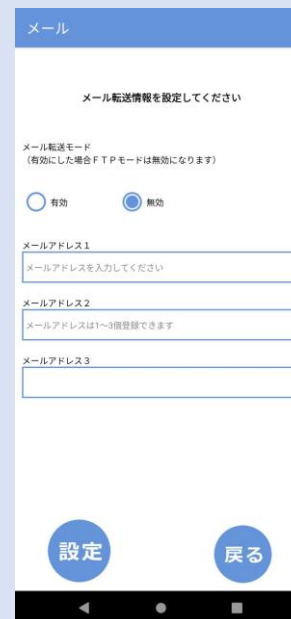 メール
メール転送情報を設定してください
メール転送モード
(有効にした場合ＦＴＰモードは無効になります)
有効
無効
メールアドレス１
メールアドレスを入力してください
メールアドレス２
メールアドレスは1〜3個登録できます
メールアドレス３
設定
戻る